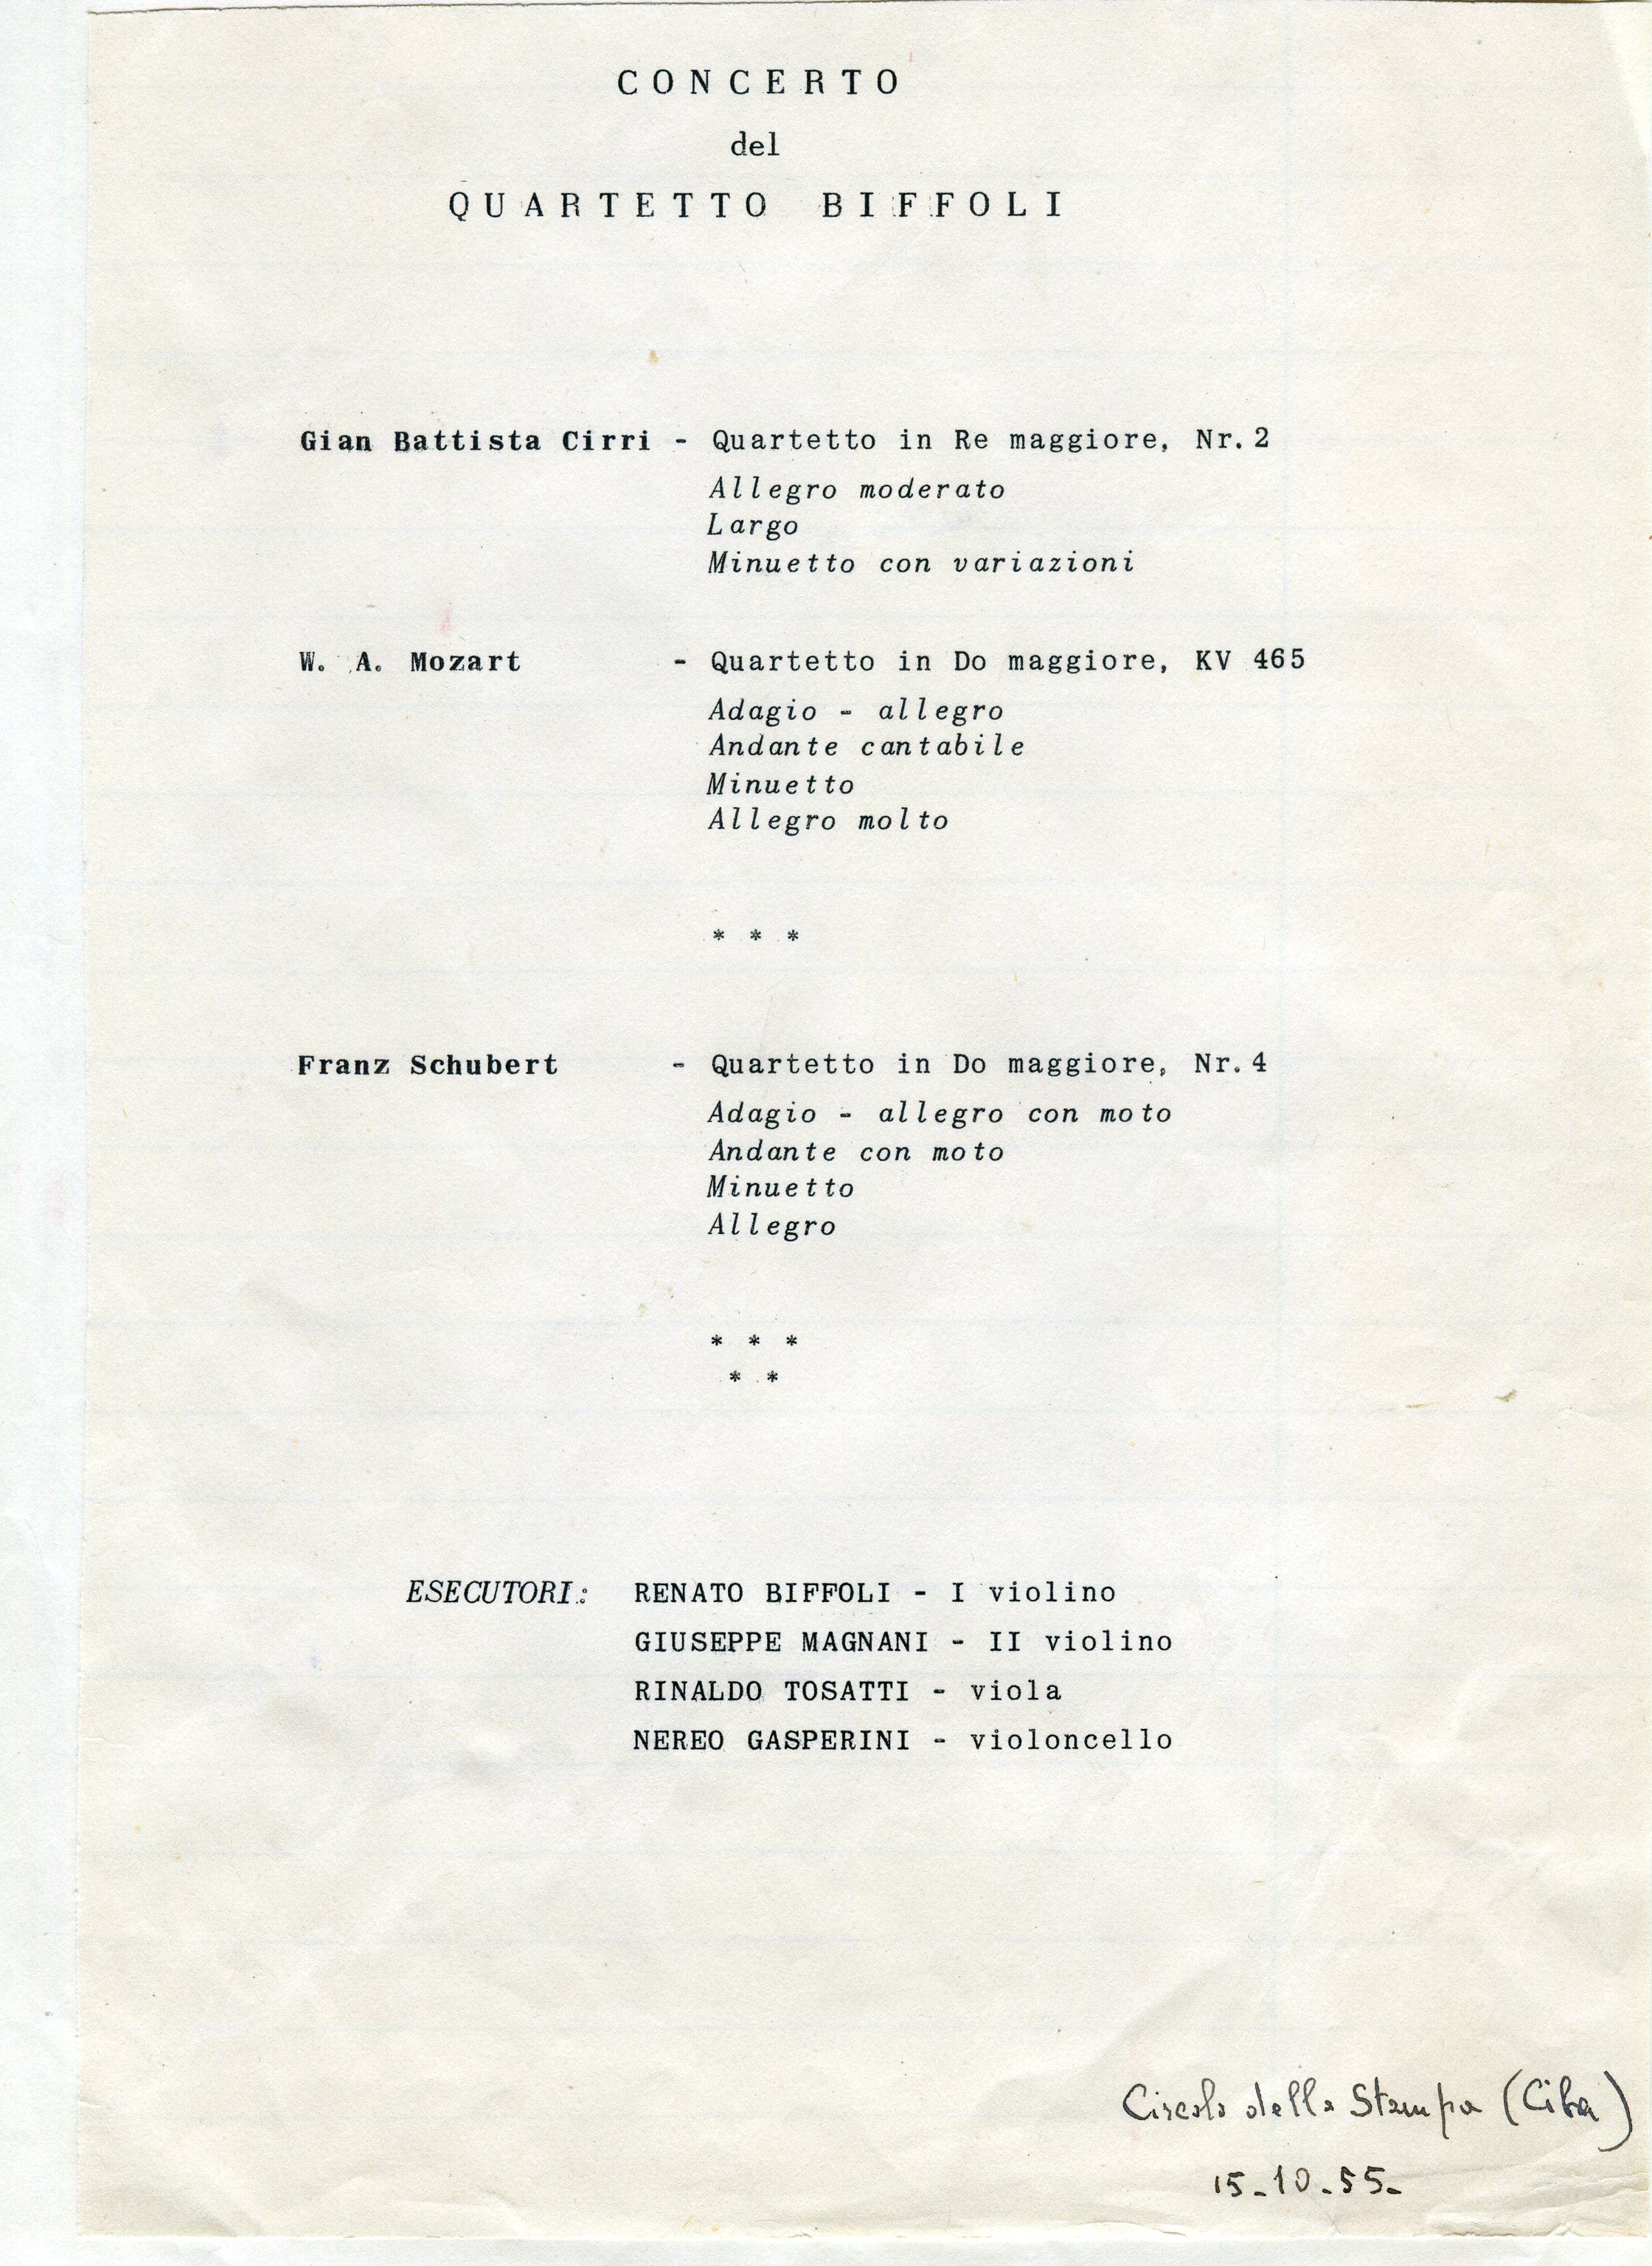 CONCERTO
del
QUARTETTO BIFFOLI
Gian Battista Cirri - Quartetto in Re maggiore, Nr. 2
Allegro moderato
Largo
Minuetto con variazioni
W. A. Mozart - Quartetto in Do maggiore, KV 465
Adagio - allegro
Andante cantabile
Minuetto
Allegro molto
* * *
Franz Schubert - Quartetto in Do maggiore, Nr. 4
Adagio - allegro con moto
Andante con moto
Minuetto
Allegro
* * *
* *
ESECUTORI: RENATO BIFFOLI - I violino
GIUSEPPE MAGNANI - II violino
RINALDO TOSATTI - viola
NEREO GASPERINI - violoncello
Circolo della Stampa (Ciba)
15-10.55-